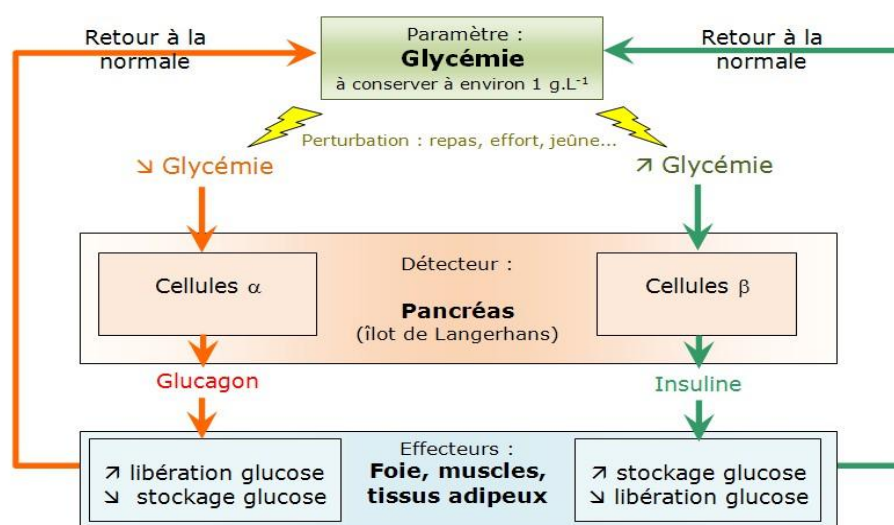 Retour à la
normale
Paramètre :
Glycémie
à conserver à environ 1 g.L⁻¹
Retour à la
normale
Perturbation : repas, effort, jeûne...
↘ Glycémie
↗ Glycémie
Détecteur :
Cellules α
Cellules β
Pancréas
(îlot de Langerhans)
Glucagon
Insuline
Effecteurs :
Foie, muscles,
tissus adipeux
↗ libération glucose
↘ stockage glucose
↗ stockage glucose
↘ libération glucose